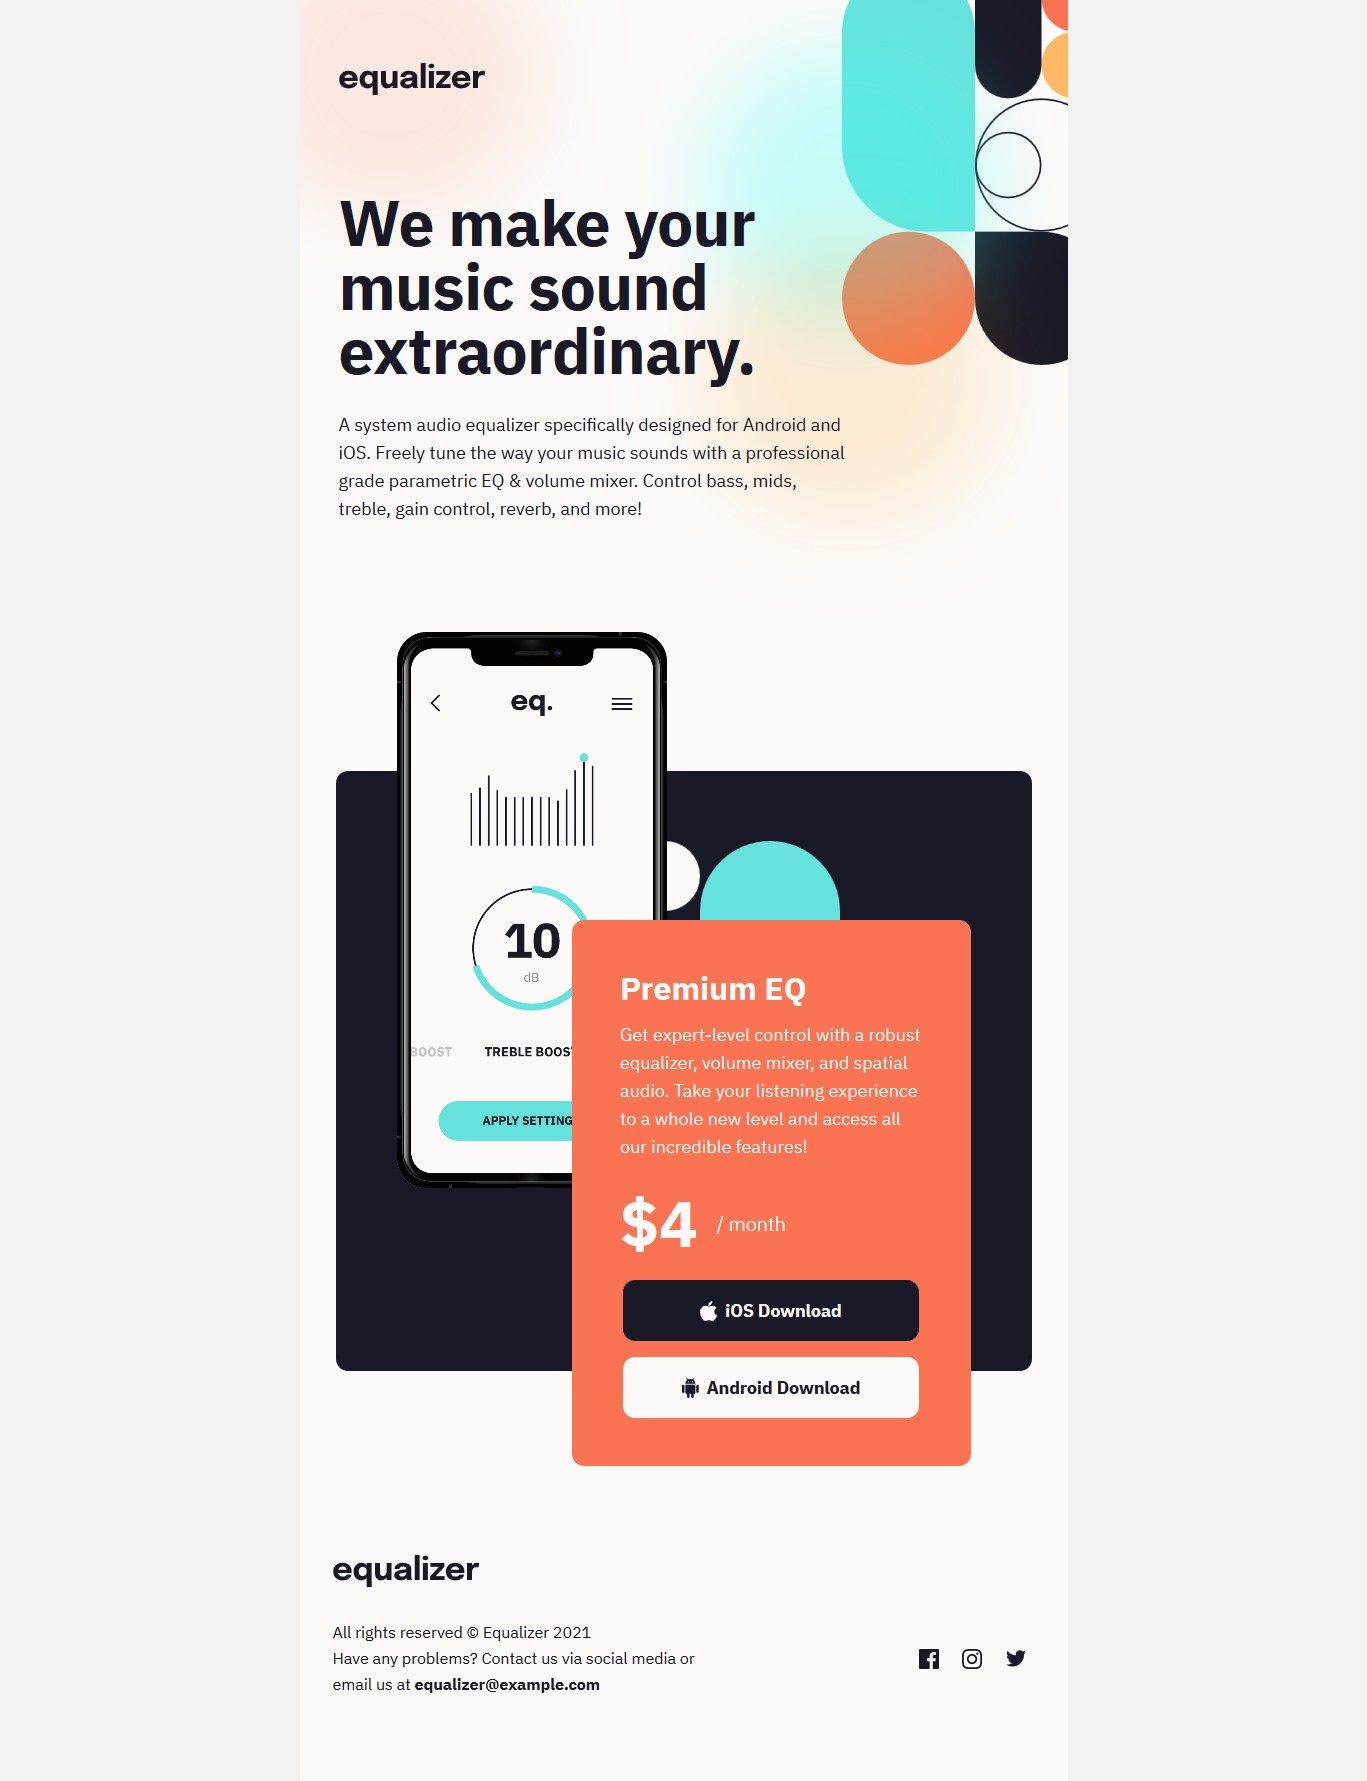 equalizer
We make your
music sound
extraordinary.
A system audio equalizer specifically designed for Android and
iOS. Freely tune the way your music sounds with a professional
grade parametric EQ & volume mixer. Control bass, mids,
treble, gain control, reverb, and more!
eq.
10
dB
BOOST TREBLE BOOST
APPLY SETTING
Premium EQ
Get expert-level control with a robust
equalizer, volume mixer, and spatial
audio. Take your listening experience
to a whole new level and access all
our incredible features!
$4 / month
iOS Download
Android Download
equalizer
All rights reserved © Equalizer 2021
Have any problems? Contact us via social media or
email us at equalizer@example.com